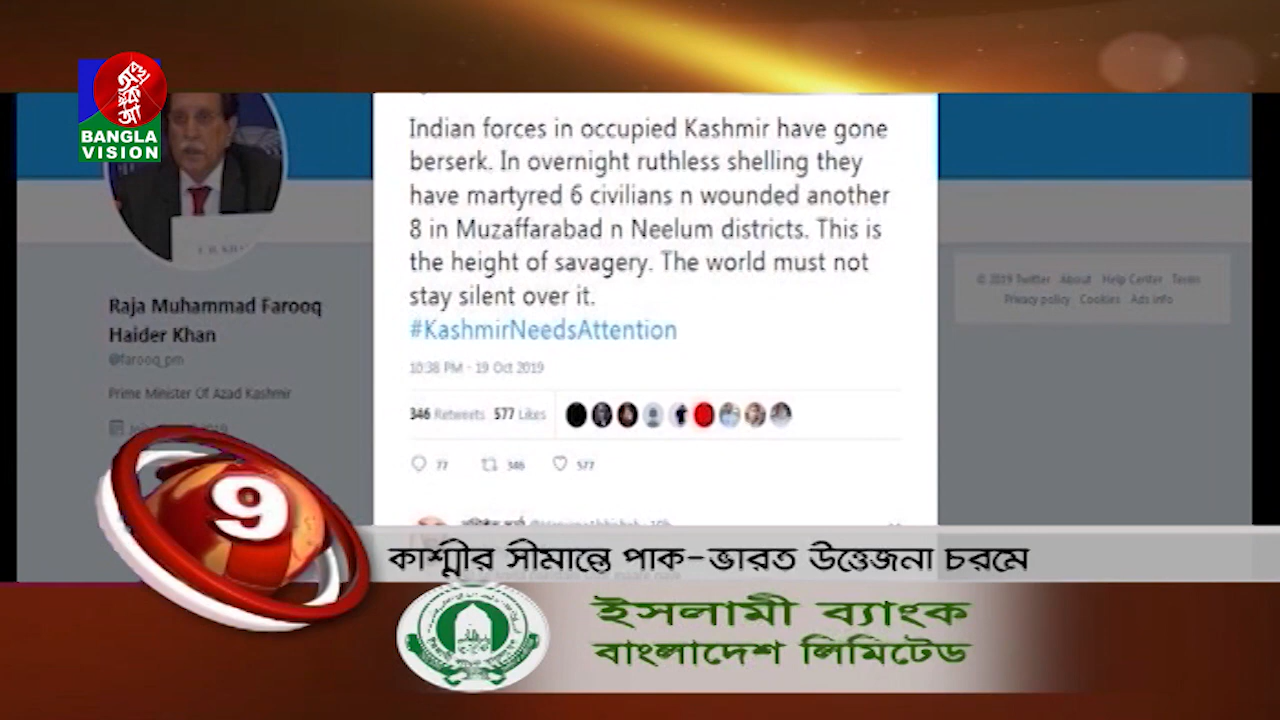 BANGLA
VISION
Indian forces in occupied Kashmir have gone
berserk. In overnight ruthless shelling they
have martyred 6 civilians n wounded another
8 in Muzaffarabad n Neelum districts. This is
the height of savagery. The world must not
stay silent over it.
#KashmirNeedsAttention
10:38 PM - 19 Oct 2019
346 Retweets 577 Likes
77 346 577
Raja Muhammad Farooq
Haider Khan
@farooq_pm
Prime Minister Of Azad Kashmir
© 2019 Twitter About Help Center Terms
Privacy policy Cookies Ads info
9
কাশ্মীর সীমান্তে পাক-ভারত উত্তেজনা চরমে
ইসলামী ব্যাংক
বাংলাদেশ লিমিটেড